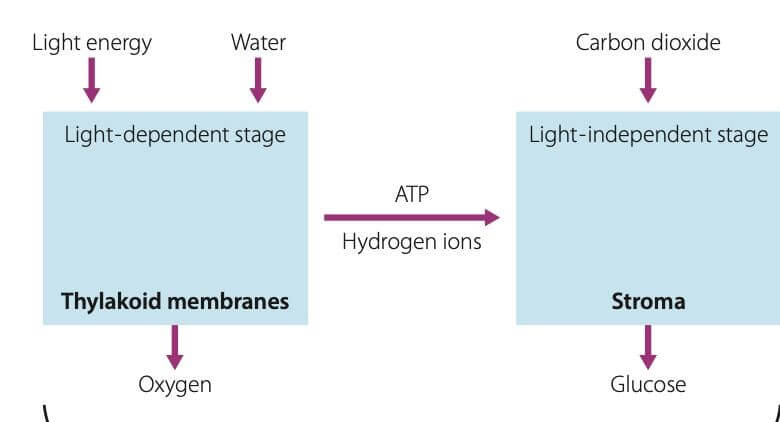 Light energy
Water
Carbon dioxide
Light-dependent stage
Light-independent stage
ATP
Hydrogen ions
Thylakoid membranes
Stroma
Oxygen
Glucose